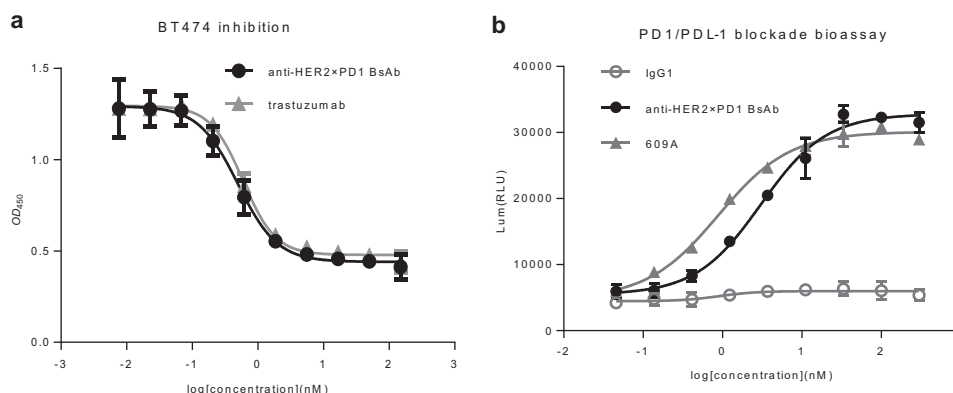 a
BT474 inhibition
anti-HER2×PD1 BsAb
trastuzumab
1.5
1.0
0.5
0.0
OD450
-3
-2
-1
0
1
2
3
log[concentration](nM)
b
PD1/PDL-1 blockade bioassay
IgG1
anti-HER2×PD1 BsAb
609A
40000
30000
20000
10000
0
Lum(RLU)
-2
-1
0
1
2
log[concentration](nM)